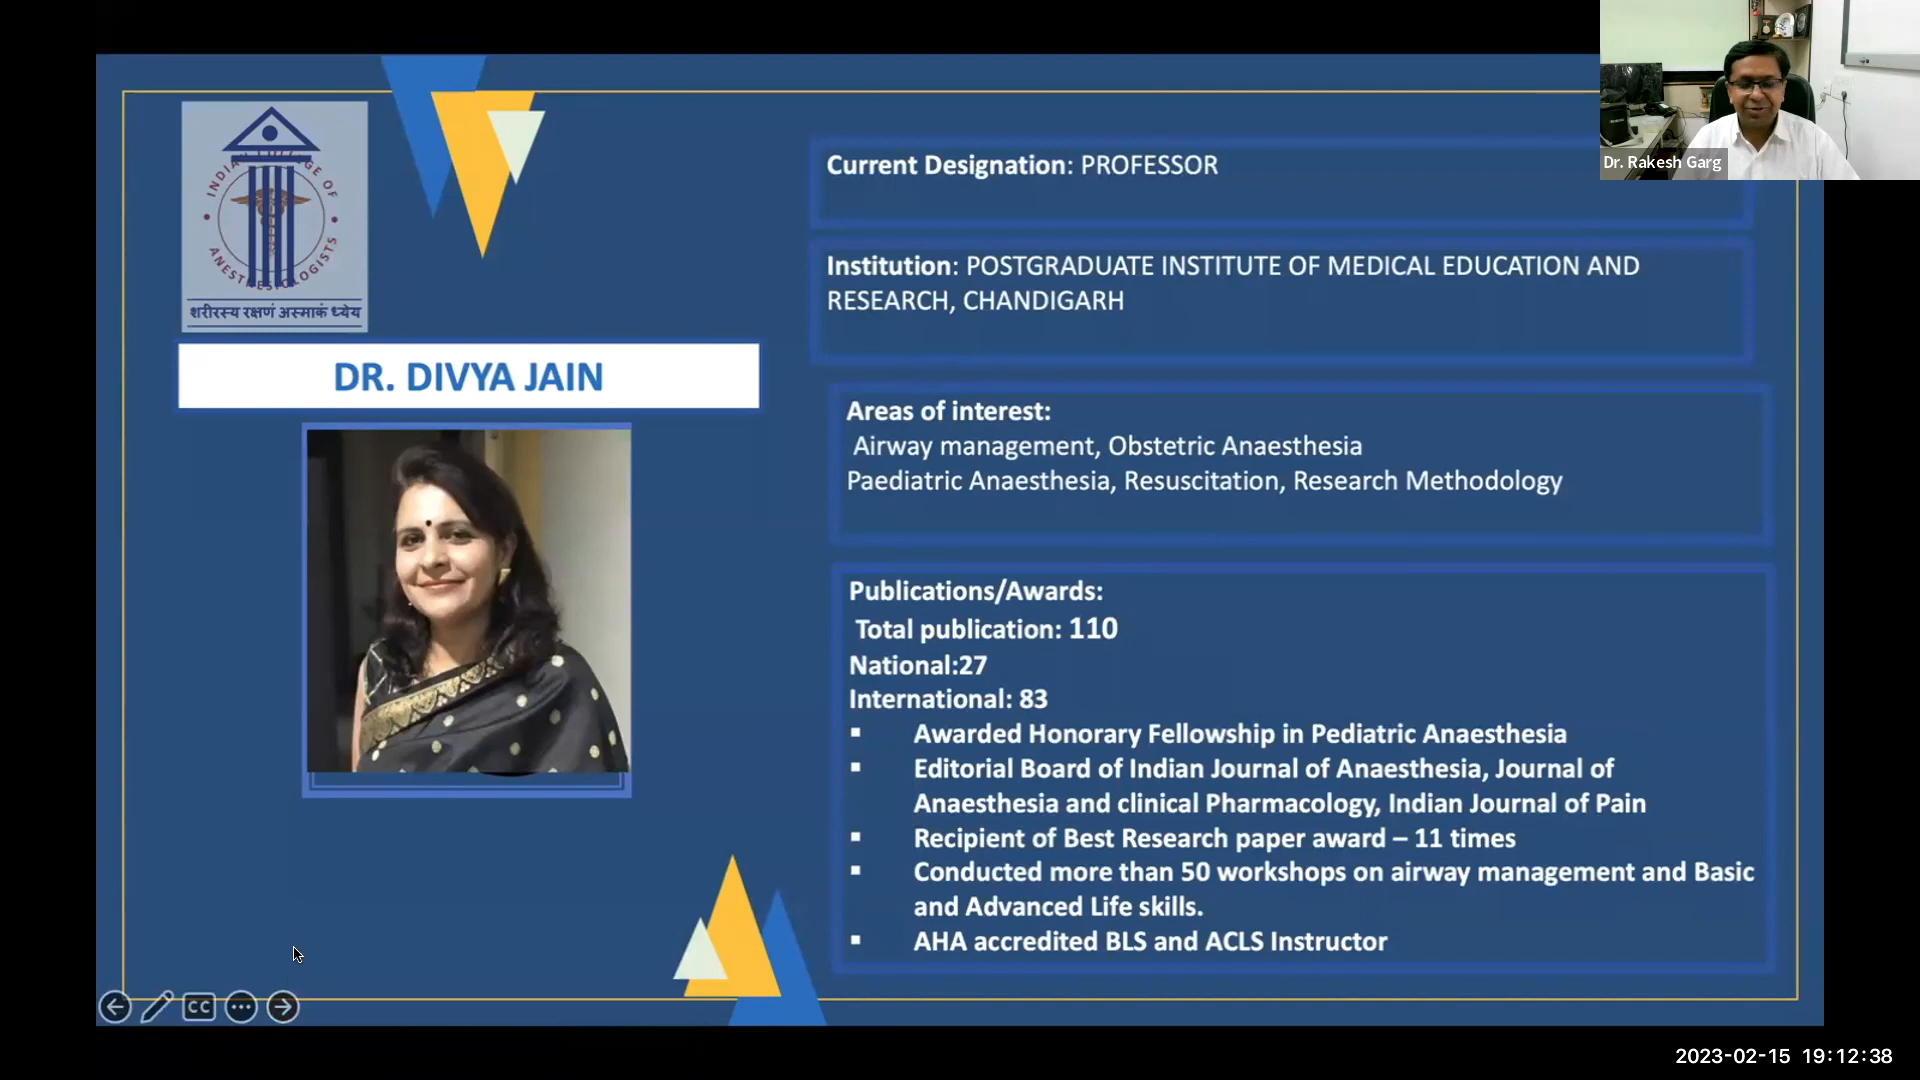 INDIAN COLLEGE OF
ANESTHESIOLOGISTS
शरीरस्य रक्षणं अस्माकं ध्येय
DR. DIVYA JAIN
Current Designation: PROFESSOR
Institution: POSTGRADUATE INSTITUTE OF MEDICAL EDUCATION AND
RESEARCH, CHANDIGARH
Areas of interest:
Airway management, Obstetric Anaesthesia
Paediatric Anaesthesia, Resuscitation, Research Methodology
Publications/Awards:
Total publication: 110
National:27
International: 83
▪ Awarded Honorary Fellowship in Pediatric Anaesthesia
▪ Editorial Board of Indian Journal of Anaesthesia, Journal of
Anaesthesia and clinical Pharmacology, Indian Journal of Pain
▪ Recipient of Best Research paper award – 11 times
▪ Conducted more than 50 workshops on airway management and Basic
and Advanced Life skills.
▪ AHA accredited BLS and ACLS Instructor
Dr. Rakesh Garg
CC
2023-02-15 19:12:38